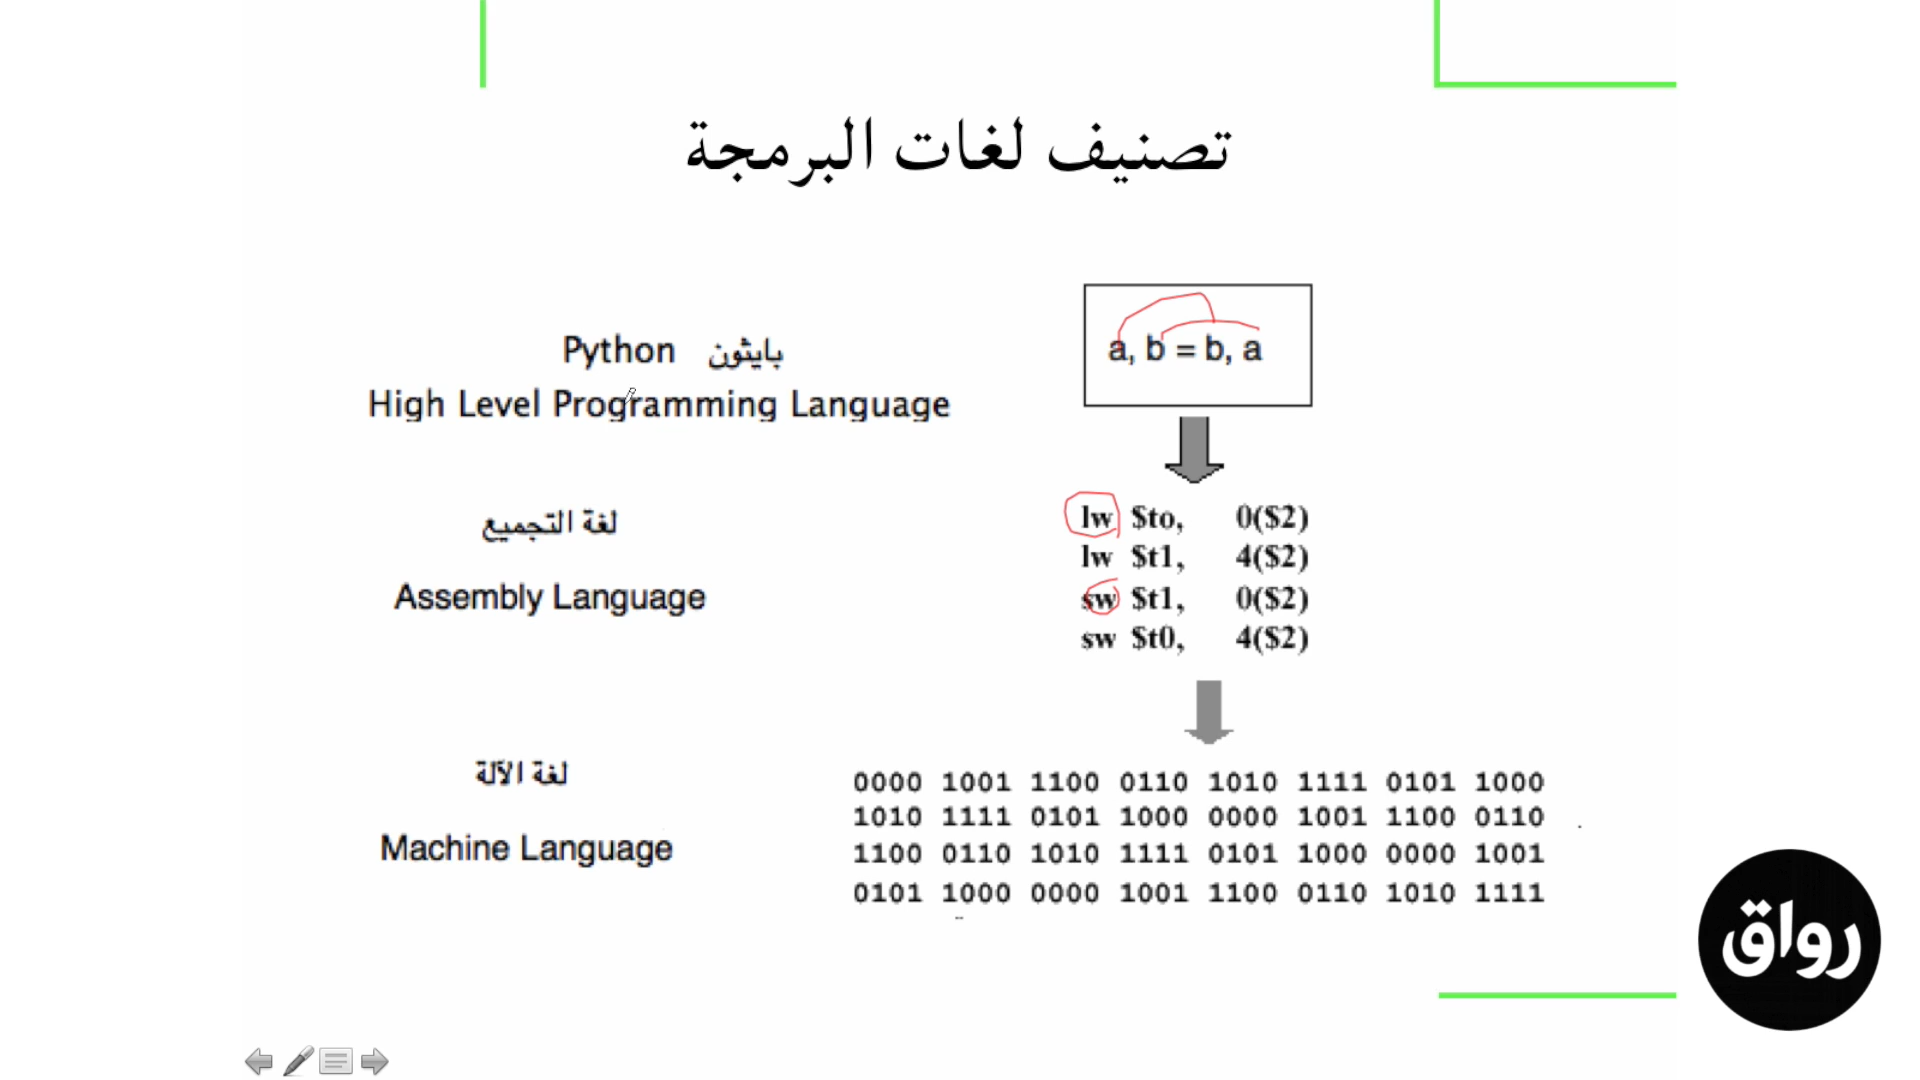 تصنيف لغات البرمجة
Python بايثون
High Level Programming Language
a, b = b, a
لغة التجميع
Assembly Language
lw $to, 0($2)
lw $t1, 4($2)
sw $t1, 0($2)
sw $t0, 4($2)
لغة الآلة
Machine Language
0000 1001 1100 0110 1010 1111 0101 1000
1010 1111 0101 1000 0000 1001 1100 0110
1100 0110 1010 1111 0101 1000 0000 1001
0101 1000 0000 1001 1100 0110 1010 1111
رواق